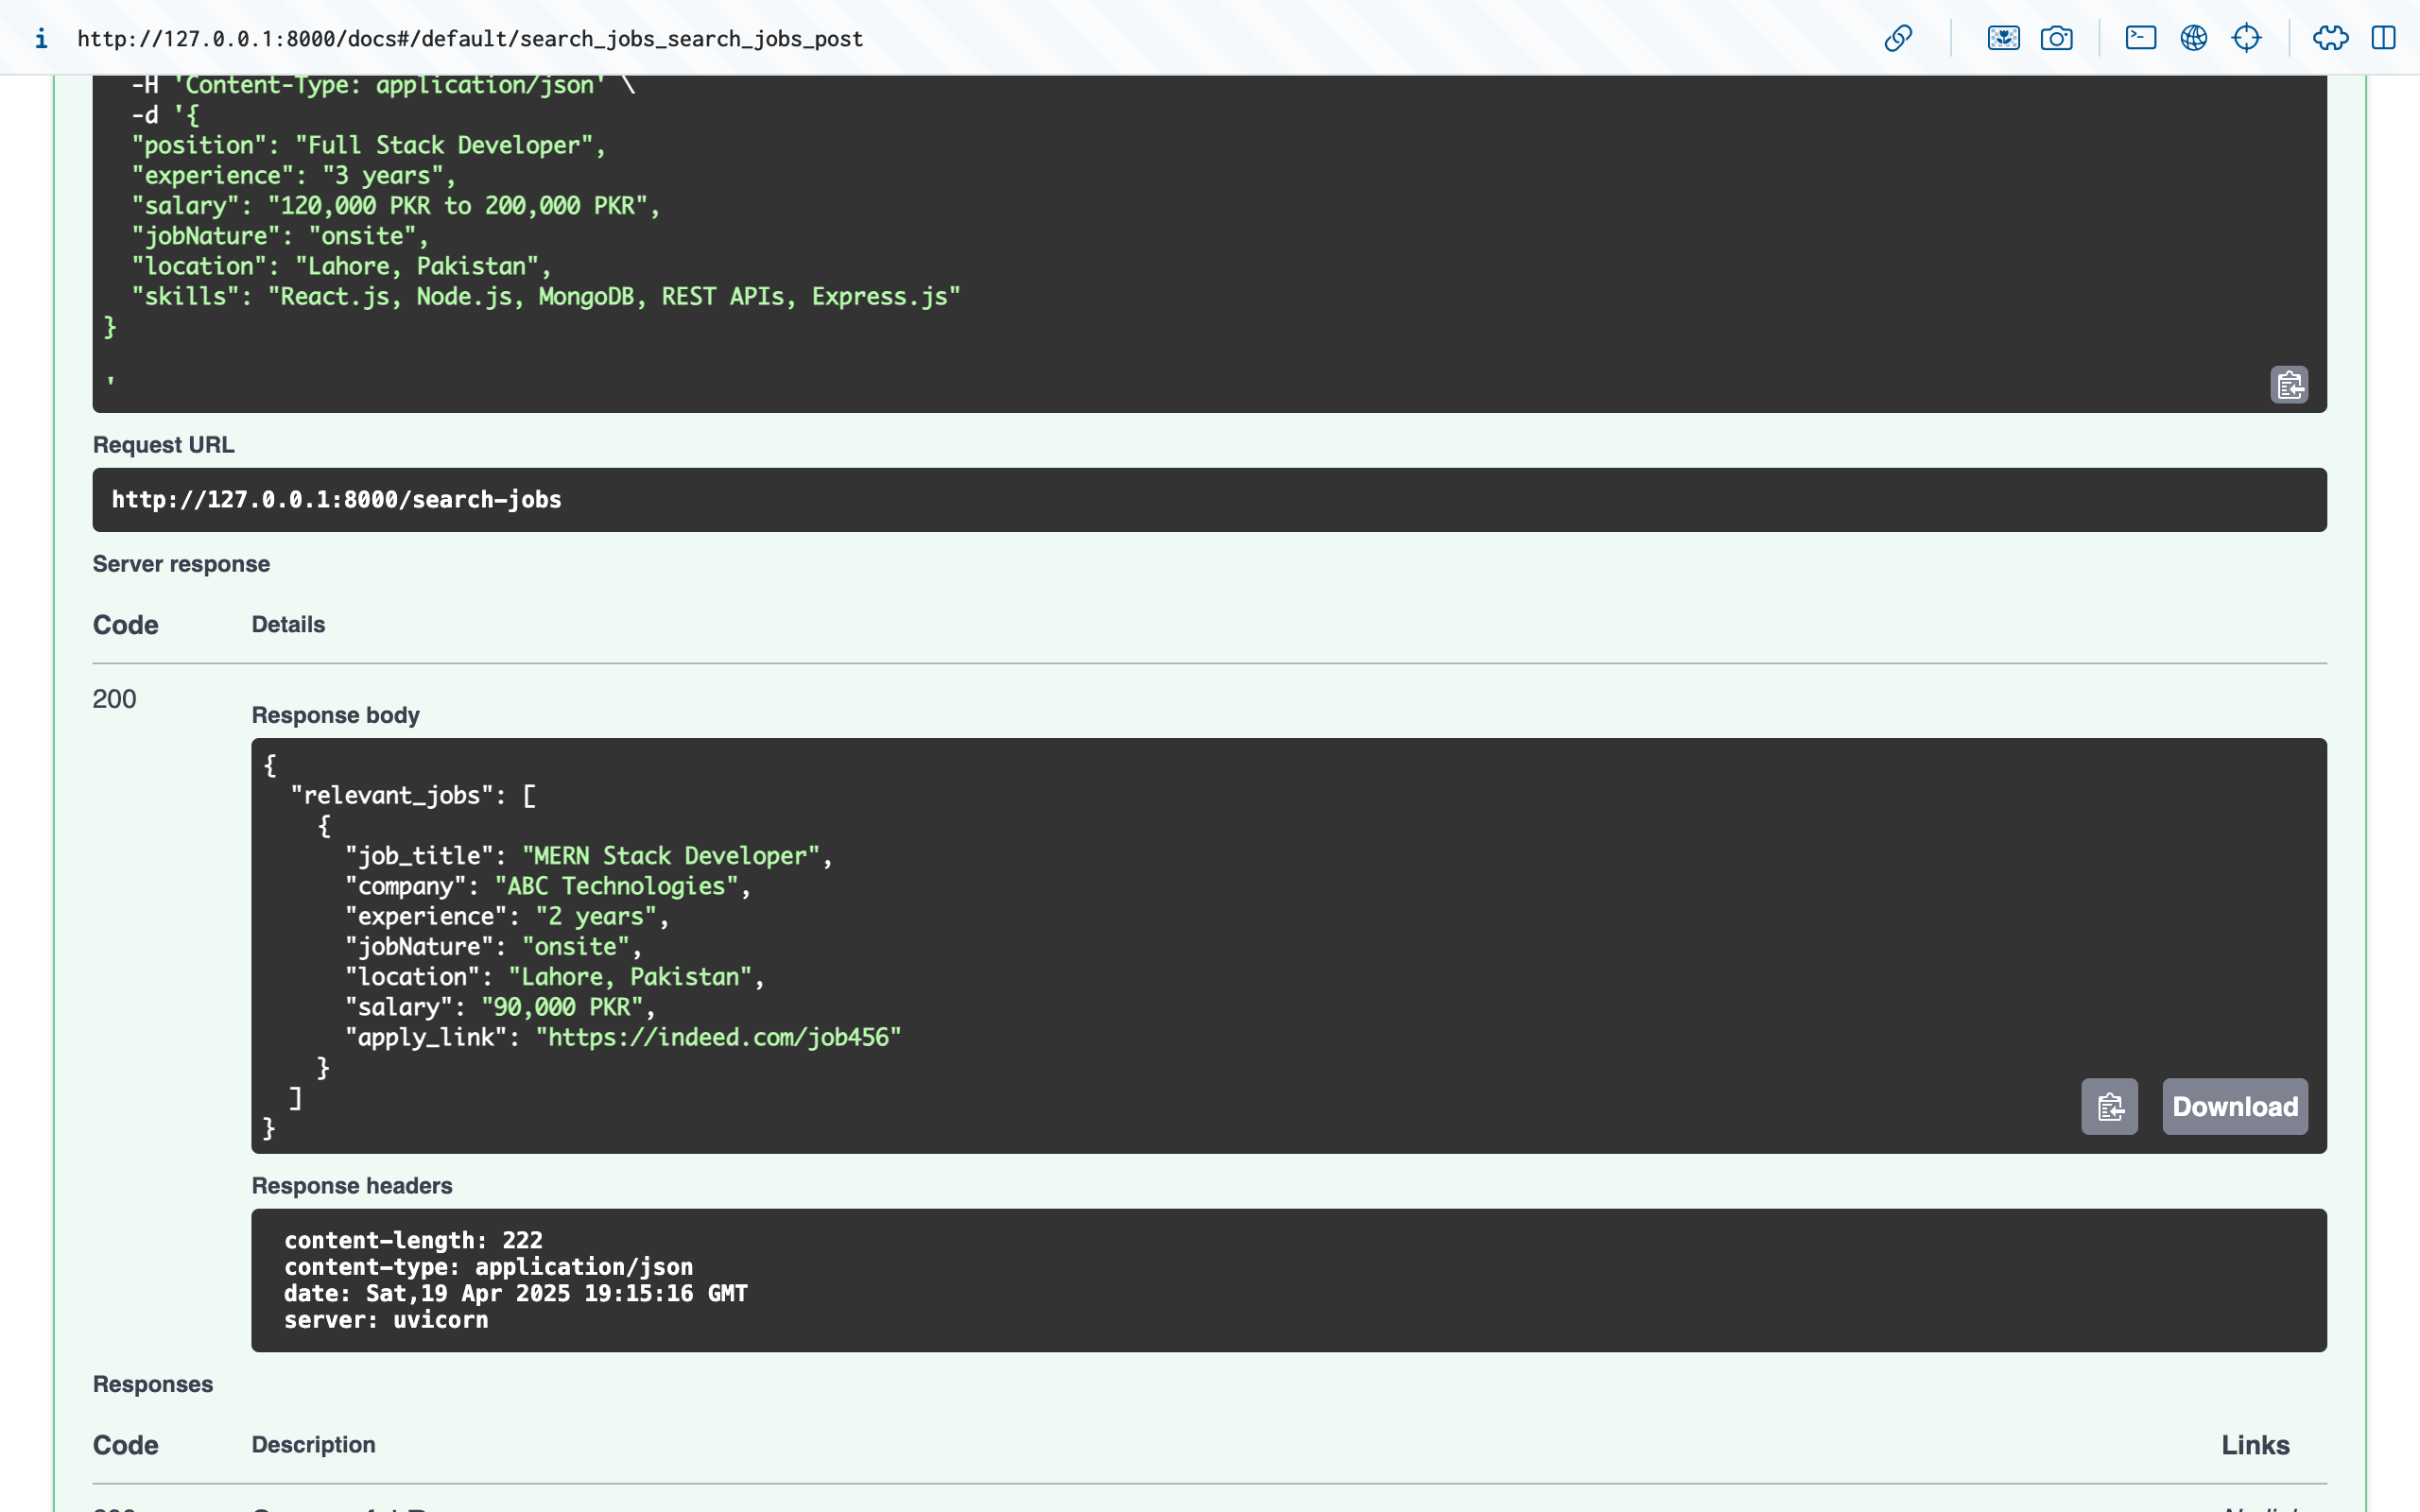 i http://127.0.0.1:8000/docs#/default/search_jobs_search_jobs_post
-H 'Content-Type: application/json' \
-d '{
"position": "Full Stack Developer",
"experience": "3 years",
"salary": "120,000 PKR to 200,000 PKR",
"jobNature": "onsite",
"location": "Lahore, Pakistan",
"skills": "React.js, Node.js, MongoDB, REST APIs, Express.js"
}
'
Request URL
http://127.0.0.1:8000/search-jobs
Server response
Code Details
200
Response body
{
"relevant_jobs": [
{
"job_title": "MERN Stack Developer",
"company": "ABC Technologies",
"experience": "2 years",
"jobNature": "onsite",
"location": "Lahore, Pakistan",
"salary": "90,000 PKR",
"apply_link": "https://indeed.com/job456"
}
]
}
Download
Response headers
content-length: 222
content-type: application/json
date: Sat,19 Apr 2025 19:15:16 GMT
server: uvicorn
Responses
Code Description Links